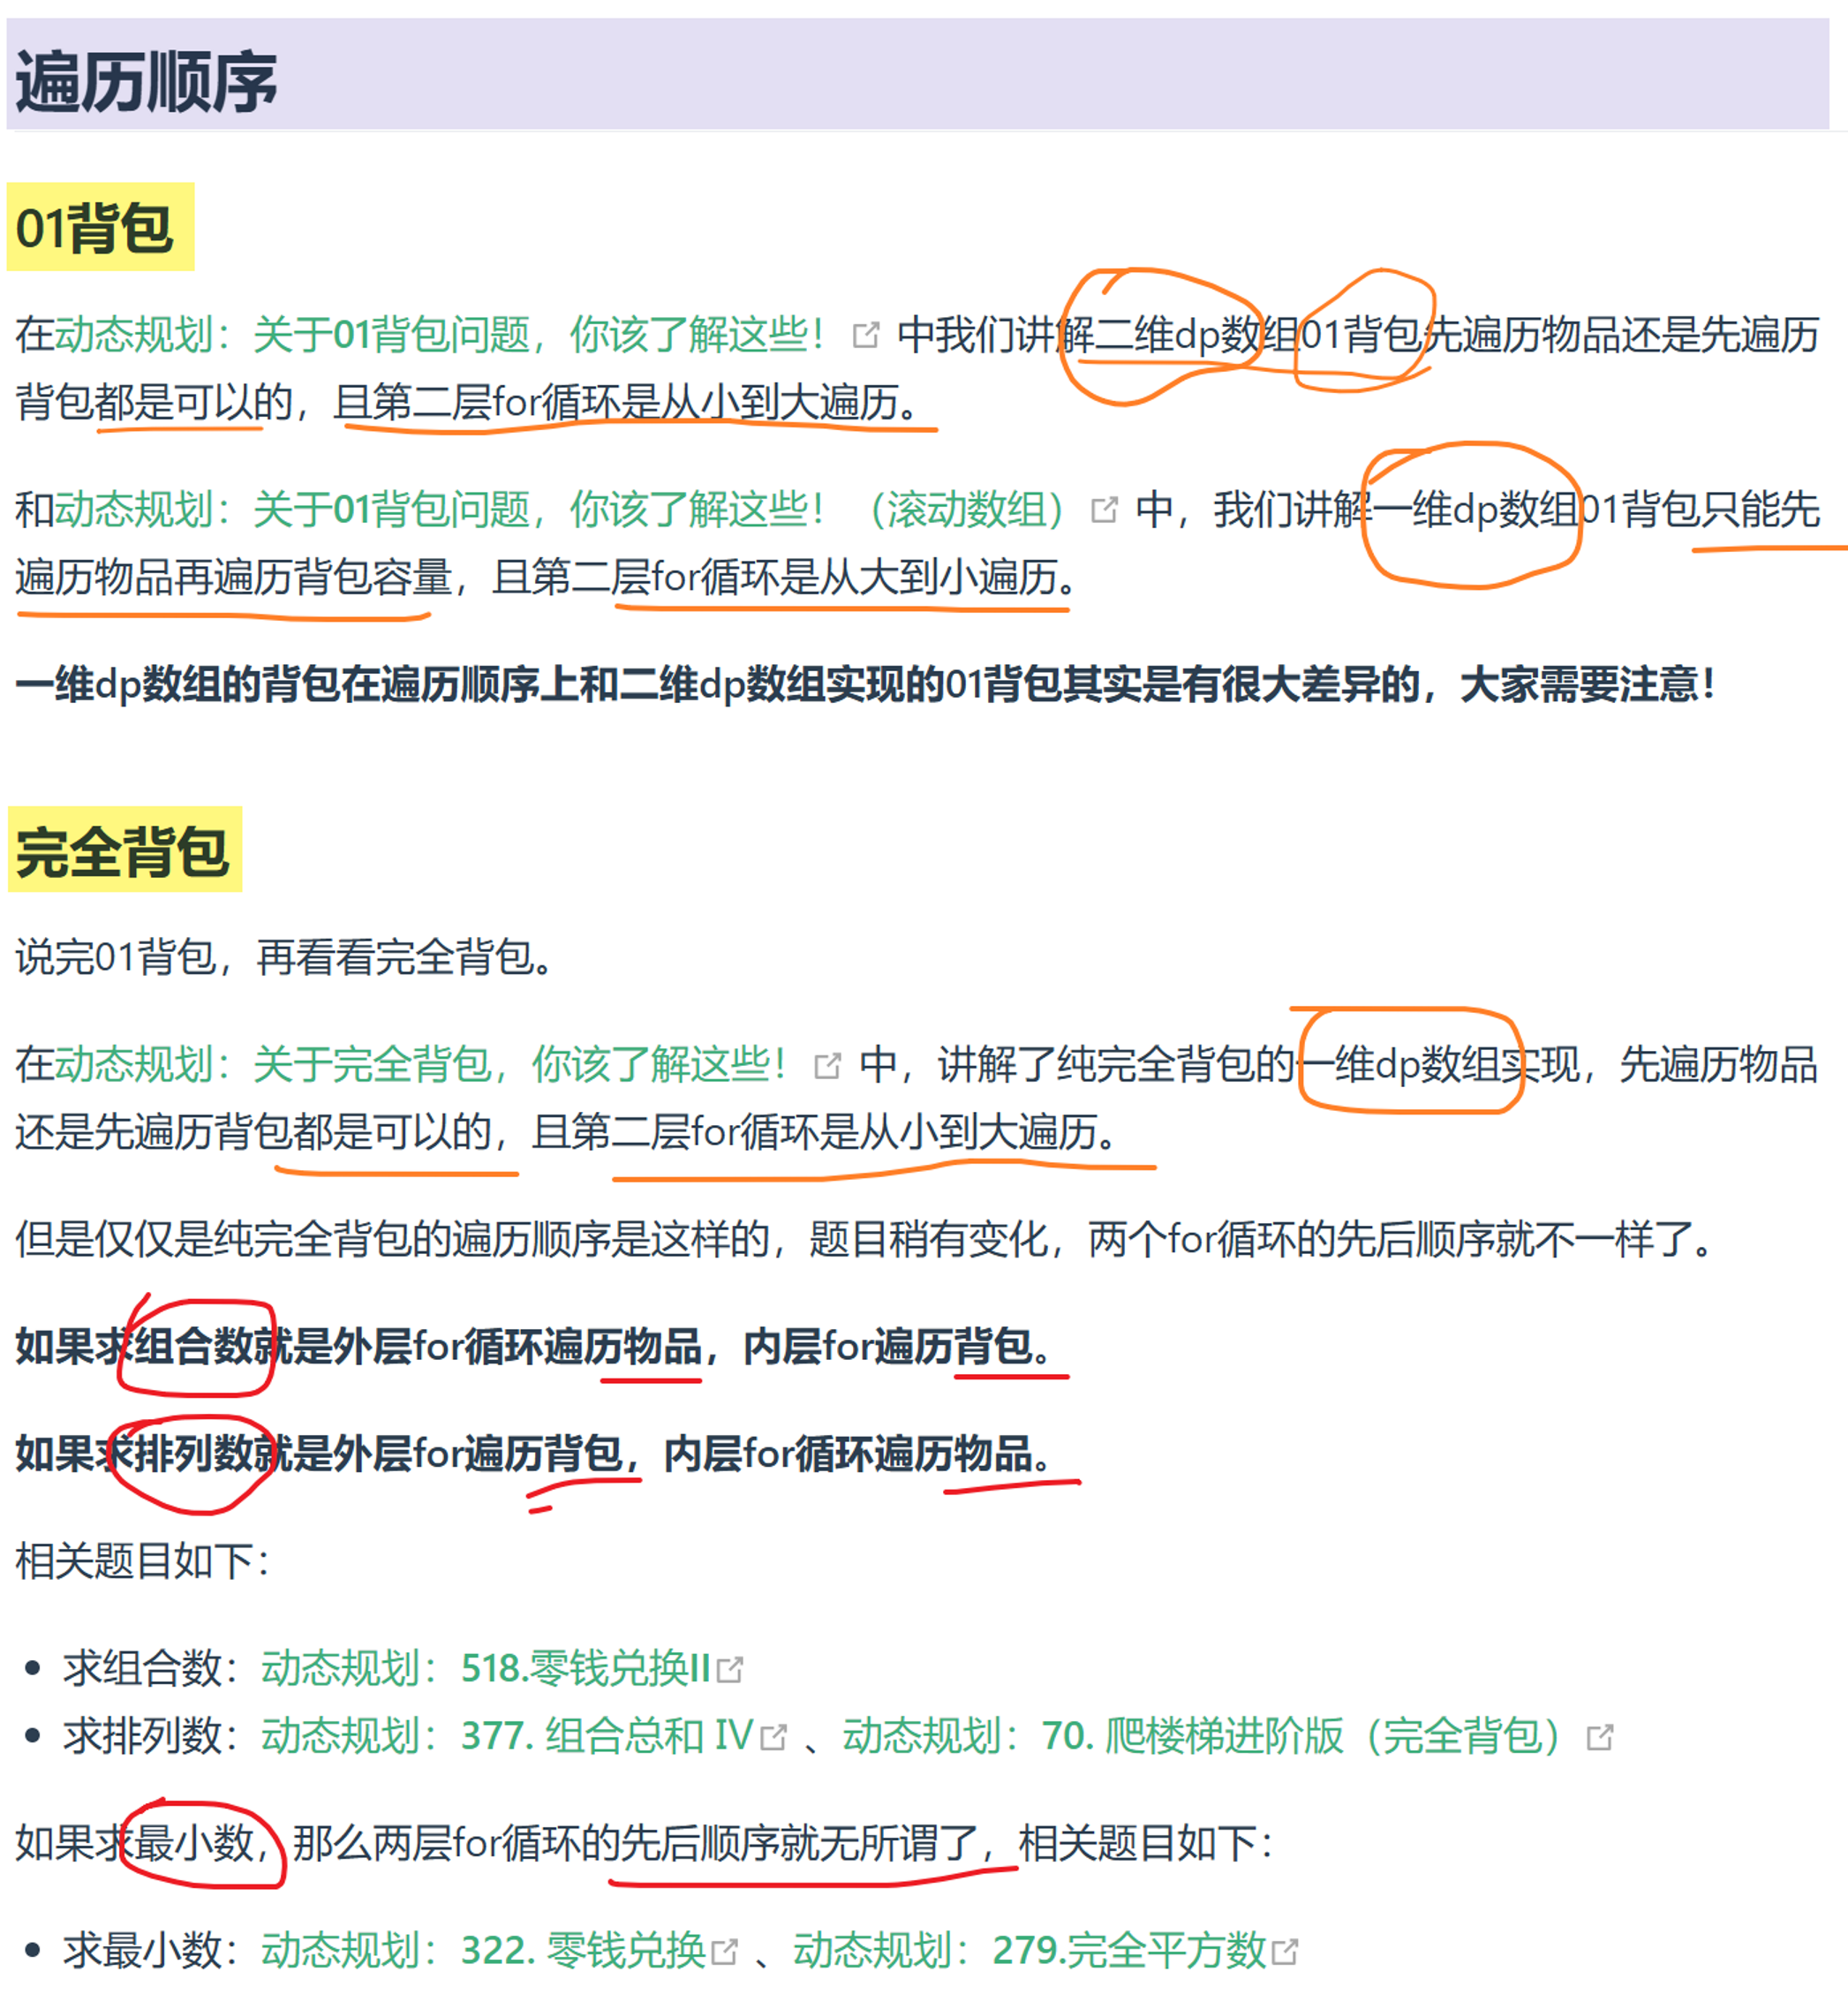 遍历顺序
01背包
在动态规划：关于01背包问题，你该了解这些！ 中我们讲解二维dp数组01背包先遍历物品还是先遍历
背包都是可以的，且第二层for循环是从小到大遍历。
和动态规划：关于01背包问题，你该了解这些！（滚动数组） 中，我们讲解一维dp数组01背包只能先
遍历物品再遍历背包容量，且第二层for循环是从大到小遍历。
一维dp数组的背包在遍历顺序上和二维dp数组实现的01背包其实是有很大差异的，大家需要注意！
完全背包
说完01背包，再看看完全背包。
在动态规划：关于完全背包，你该了解这些！ 中，讲解了纯完全背包的一维dp数组实现，先遍历物品
还是先遍历背包都是可以的，且第二层for循环是从小到大遍历。
但是仅仅是纯完全背包的遍历顺序是这样的，题目稍有变化，两个for循环的先后顺序就不一样了。
如果求组合数就是外层for循环遍历物品，内层for遍历背包。
如果求排列数就是外层for遍历背包，内层for循环遍历物品。
相关题目如下：
• 求组合数：动态规划：518.零钱兑换II
• 求排列数：动态规划：377. 组合总和 IV 、动态规划：70. 爬楼梯进阶版（完全背包）
如果求最小数，那么两层for循环的先后顺序就无所谓了，相关题目如下：
• 求最小数：动态规划：322. 零钱兑换 、动态规划：279.完全平方数